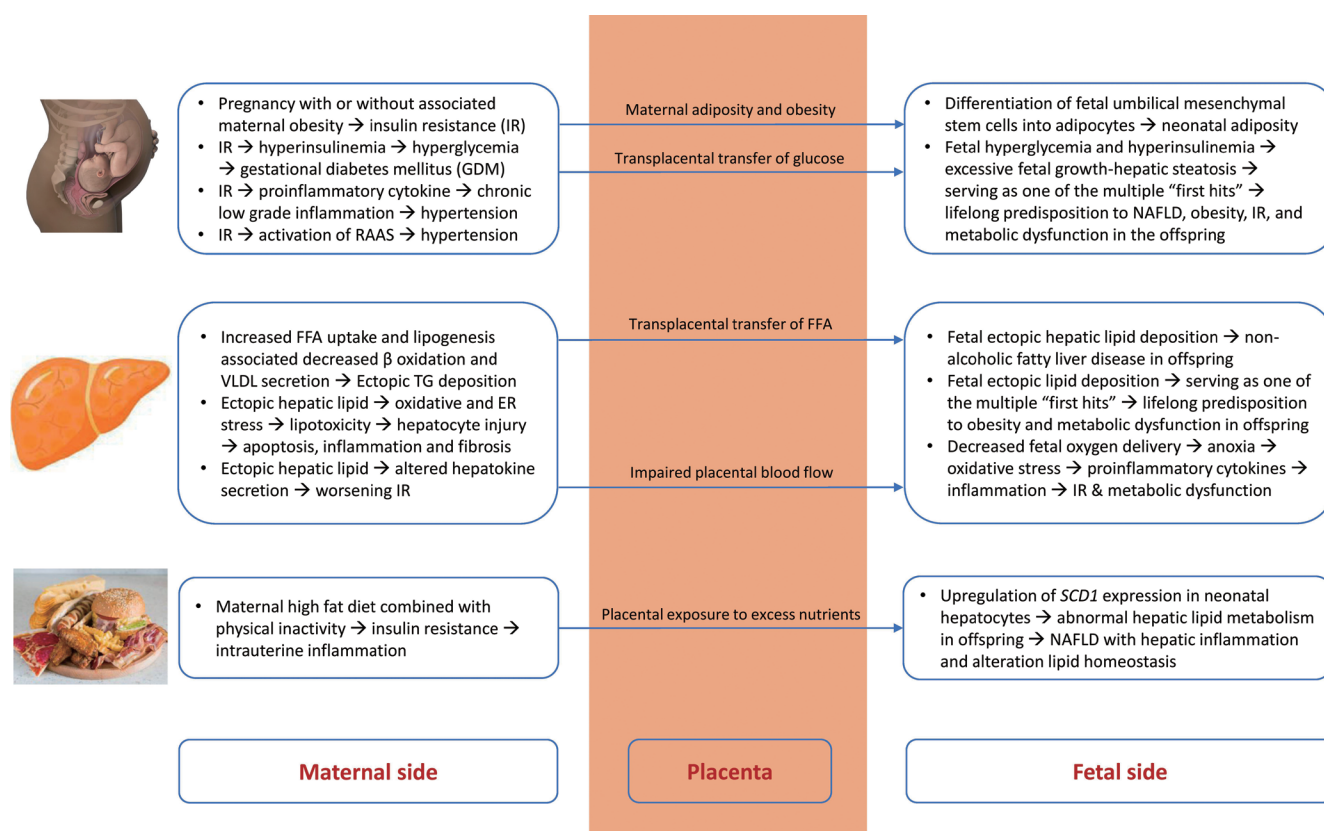 • Pregnancy with or without associated
maternal obesity → insulin resistance (IR)
• IR → hyperinsulinemia → hyperglycemia
→ gestational diabetes mellitus (GDM)
• IR → proinflammatory cytokine → chronic
low grade inflammation → hypertension
• IR → activation of RAAS → hypertension
Maternal adiposity and obesity
Transplacental transfer of glucose
• Differentiation of fetal umbilical mesenchymal
stem cells into adipocytes → neonatal adiposity
• Fetal hyperglycemia and hyperinsulinemia →
excessive fetal growth-hepatic steatosis →
serving as one of the multiple “first hits” →
lifelong predisposition to NAFLD, obesity, IR, and
metabolic dysfunction in the offspring
• Increased FFA uptake and lipogenesis
associated decreased β oxidation and
VLDL secretion → Ectopic TG deposition
• Ectopic hepatic lipid → oxidative and ER
stress → lipotoxicity → hepatocyte injury
→ apoptosis, inflammation and fibrosis
• Ectopic hepatic lipid → altered hepatokine
secretion → worsening IR
Transplacental transfer of FFA
Impaired placental blood flow
• Fetal ectopic hepatic lipid deposition → non-
alcoholic fatty liver disease in offspring
• Fetal ectopic lipid deposition → serving as one of
the multiple “first hits” → lifelong predisposition
to obesity and metabolic dysfunction in offspring
• Decreased fetal oxygen delivery → anoxia →
oxidative stress → proinflammatory cytokines →
inflammation → IR & metabolic dysfunction
• Maternal high fat diet combined with
physical inactivity → insulin resistance →
intrauterine inflammation
Placental exposure to excess nutrients
• Upregulation of SCD1 expression in neonatal
hepatocytes → abnormal hepatic lipid metabolism
in offspring → NAFLD with hepatic inflammation
and alteration lipid homeostasis
Maternal side
Placenta
Fetal side